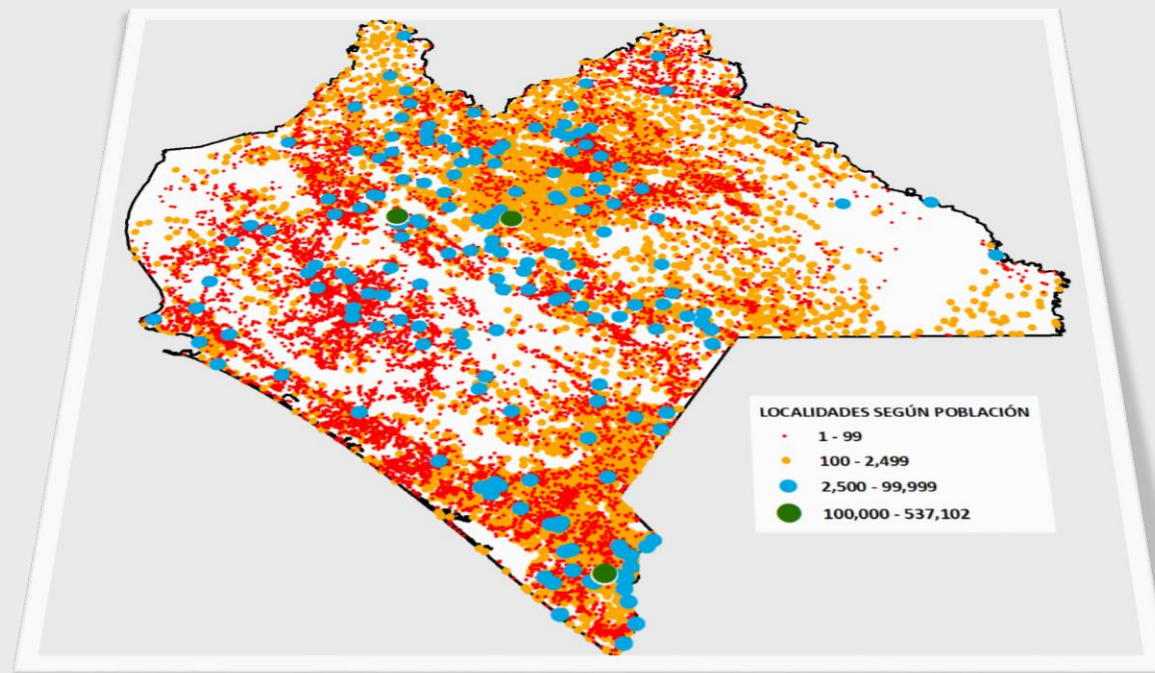 LOCALIDADES SEGÚN POBLACIÓN
1 - 99
100 - 2,499
2,500 - 99,999
100,000 - 537,102